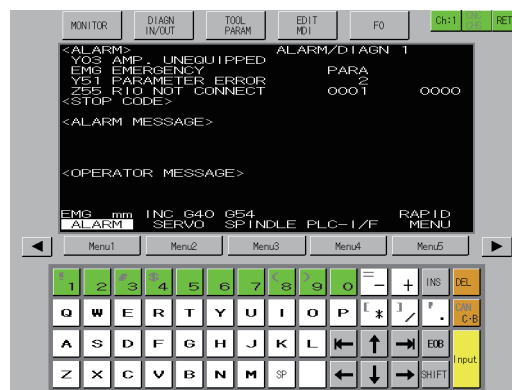 MONITOR DIAGN IN/OUT TOOL PARAM EDIT MDI F0 Ch:1 CNC CHG RET
<ALARM> ALARM/DIAGN 1
Y03 AMP. UNEQUIPPED
EMG EMERGENCY PARA
Y51 PARAMETER ERROR 2
Z55 RIO NOT CONNECT 0001 0000
<STOP CODE>
<ALARM MESSAGE>
<OPERATOR MESSAGE>
EMG mm INC G40 G54 RAPID
ALARM SERVO SPINDLE PLC-I/F MENU
Menu1 Menu2 Menu3 Menu4 Menu5
! 1 2 # 3 $ 4 5 6 7 ( 8 ) 9 0 = - + INS DEL
Q W E R T Y U I O P [ * ] / ' . CAN C·B
A S D F G H J K L EOB Input
Z X C V B N M SP SHIFT